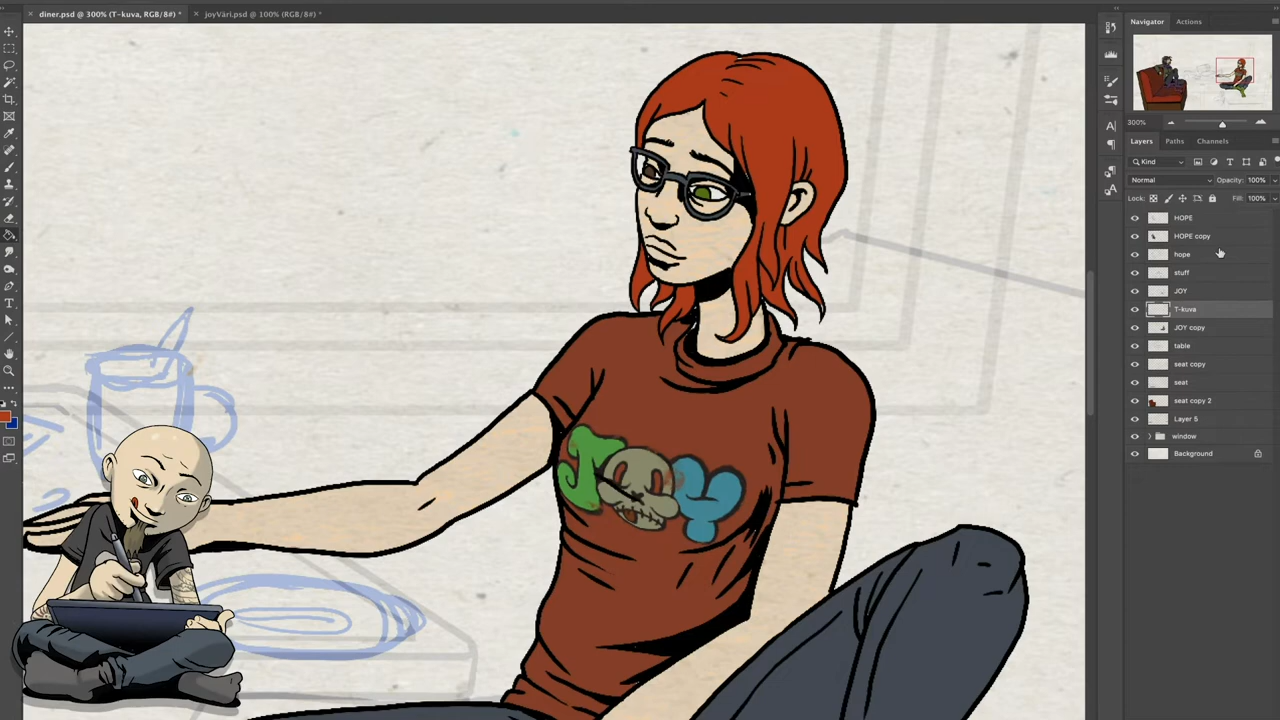 diner.psd @ 300% (T-kuva, RGB/8#) *
joyVäri.psd @ 100% (RGB/8#) *
Navigator
Actions
300%
Layers
Paths
Channels
Kind
Normal
Opacity: 100%
Lock:
Fill: 100%
HOPE
HOPE copy
hope
stuff
JOY
T-kuva
JOY copy
table
seat copy
seat
seat copy 2
Layer 5
window
Background
JOY